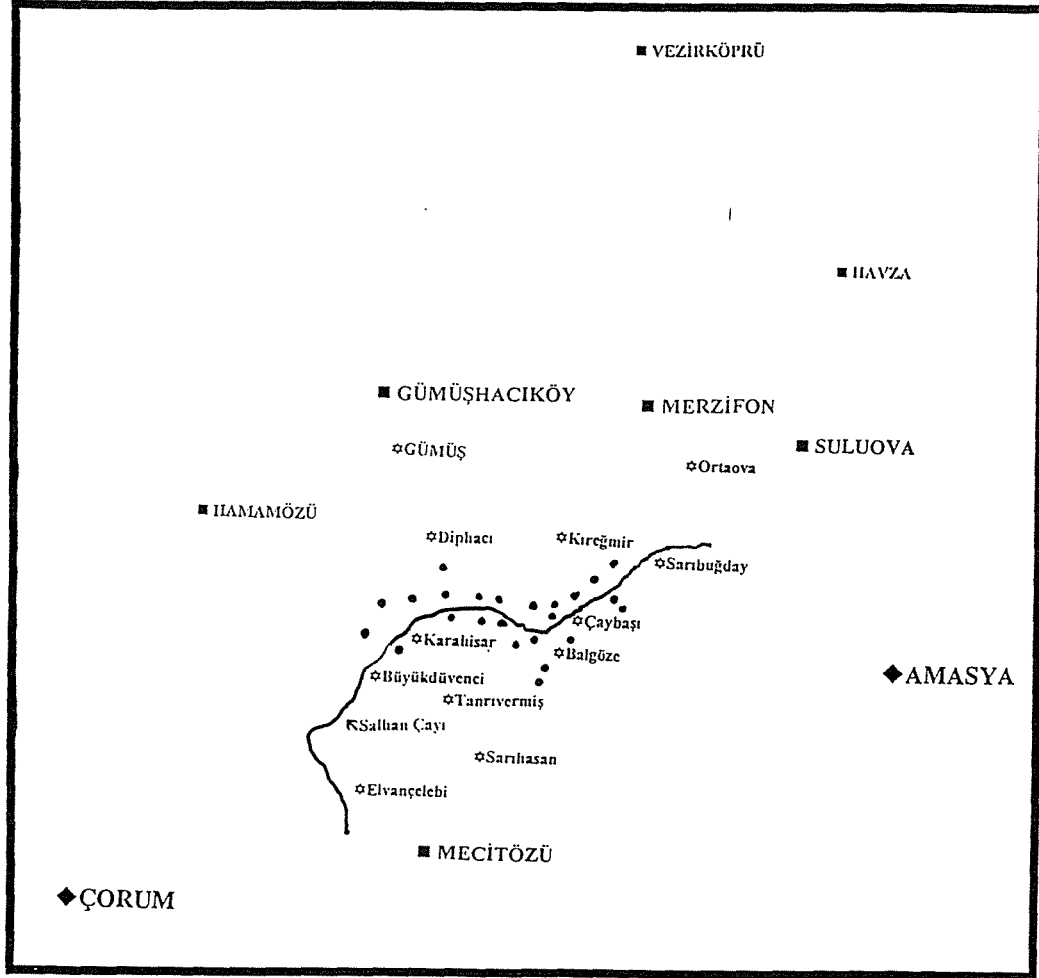 VEZİRKÖPRÜ
HAVZA
GÜMÜŞHACIKÖY
MERZİFON
GÜMÜŞ
SULUOVA
Ortaova
HAMAMÖZÜ
Diphacı
Kıreğmir
Sarıbuğday
Çaybaşı
Karahisar
Balgöze
Büyükdüvenci
AMASYA
Tanrıvermiş
Salhan Çayı
Sarıhasan
Elvançelebi
MECİTÖZÜ
ÇORUM